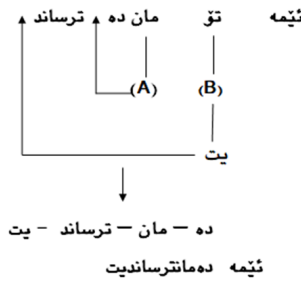 ئێمە تۆ مان دە ترساند
(A) (B)
یت
دە – مان – ترساند – یت
ئێمە دەمانترساندیت